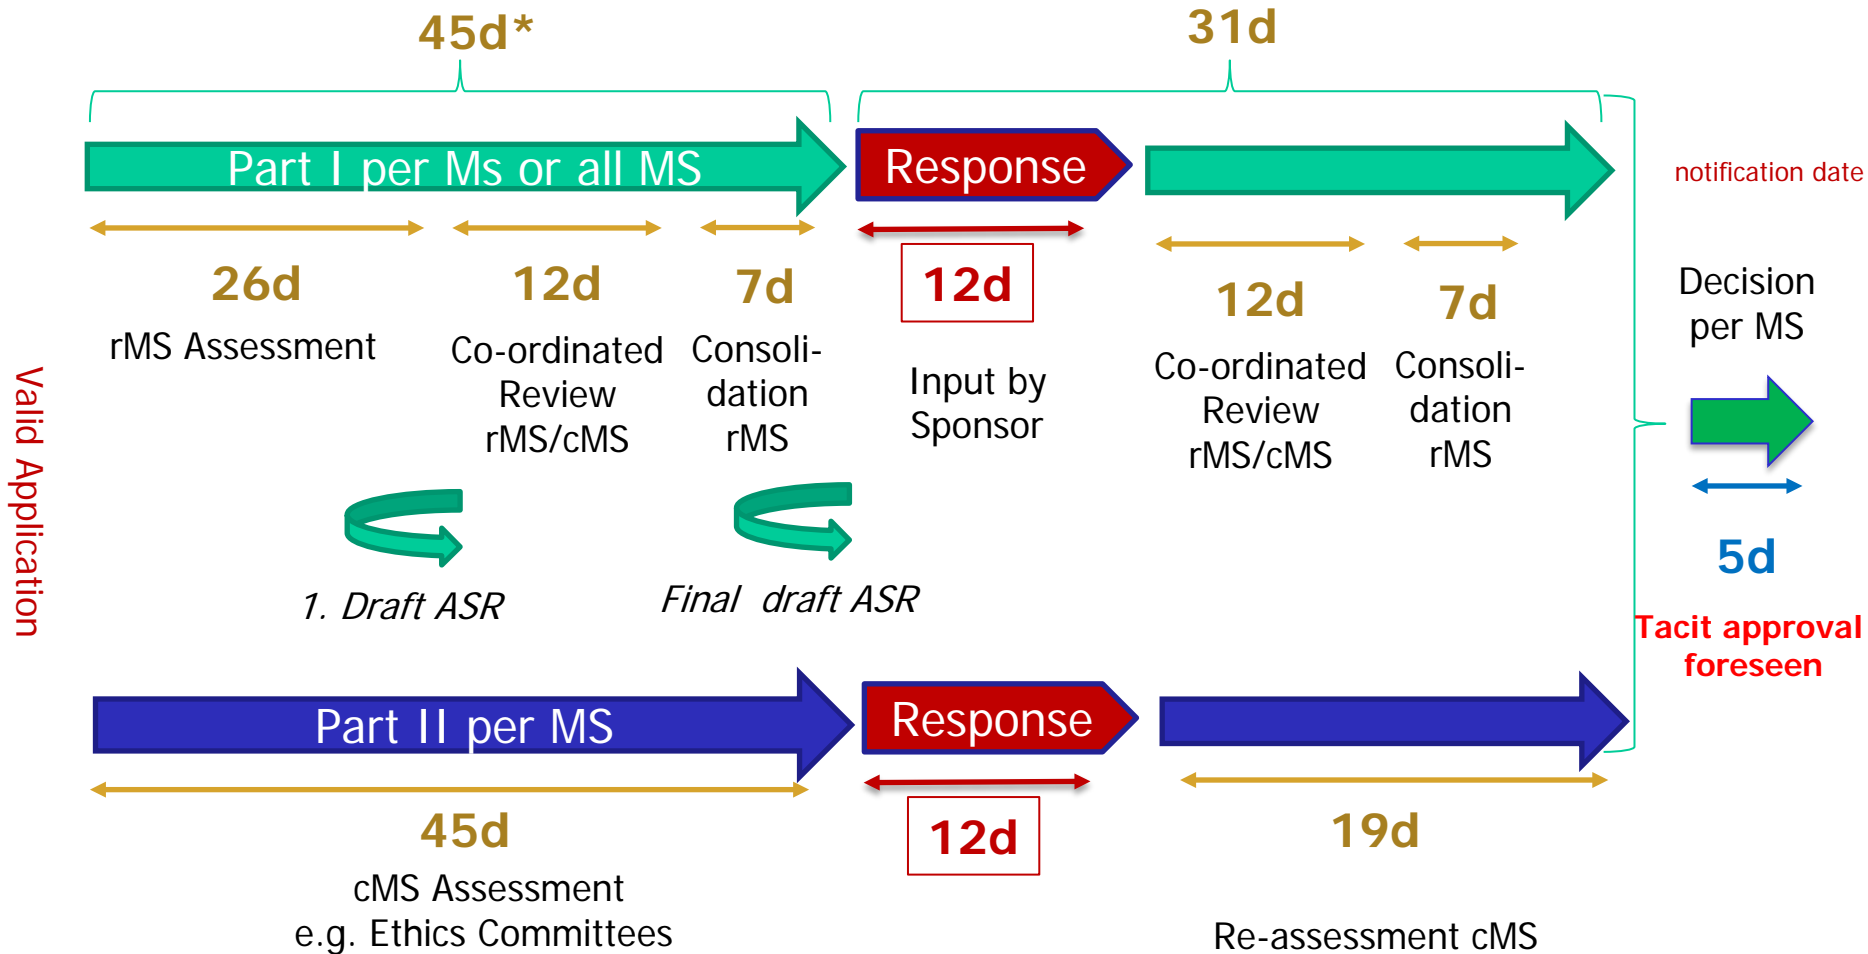 45d*
31d
Part I per Ms or all MS
Response
notification date
26d
12d
7d
12d
12d
7d
rMS Assessment
Co-ordinated
Review
rMS/cMS
Consoli-
dation
rMS
Input by
Sponsor
Co-ordinated
Review
rMS/cMS
Consoli-
dation
rMS
Decision
per MS
Valid Application
1. Draft ASR
Final draft ASR
5d
Tacit approval
foreseen
Part II per MS
Response
45d
12d
19d
cMS Assessment
e.g. Ethics Committees
Re-assessment cMS